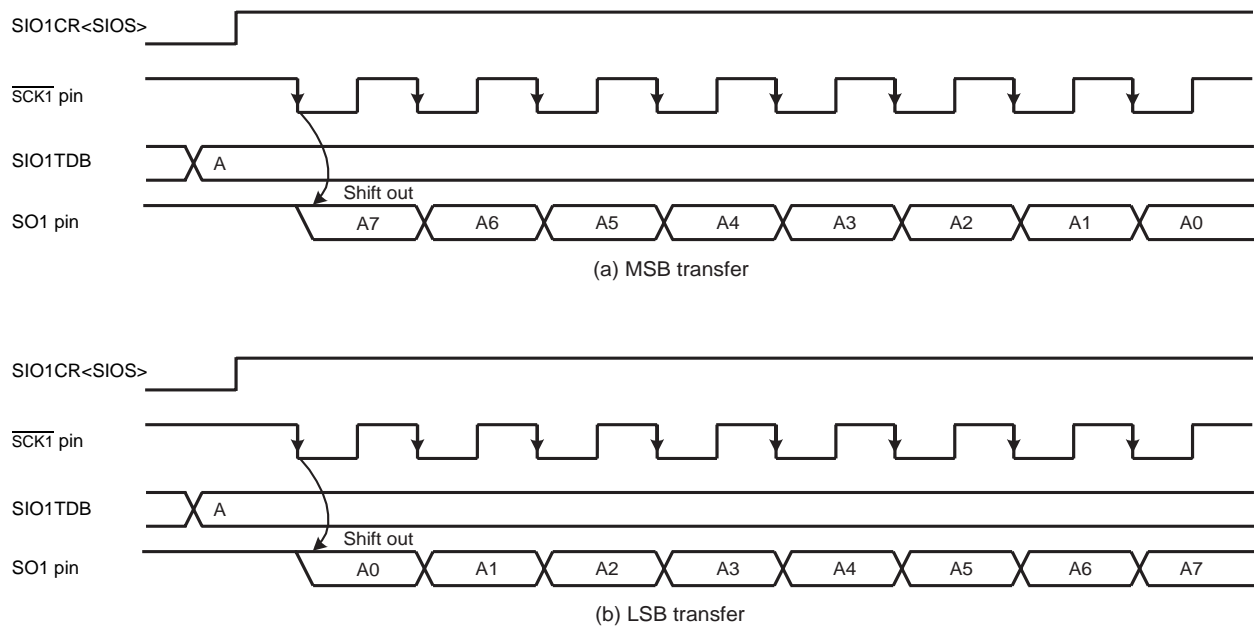 SIO1CR<SIOS>
SCK1 pin
SIO1TDB
A
Shift out
SO1 pin
A7 A6 A5 A4 A3 A2 A1 A0
(a) MSB transfer
SIO1CR<SIOS>
SCK1 pin
SIO1TDB
A
Shift out
SO1 pin
A0 A1 A2 A3 A4 A5 A6 A7
(b) LSB transfer